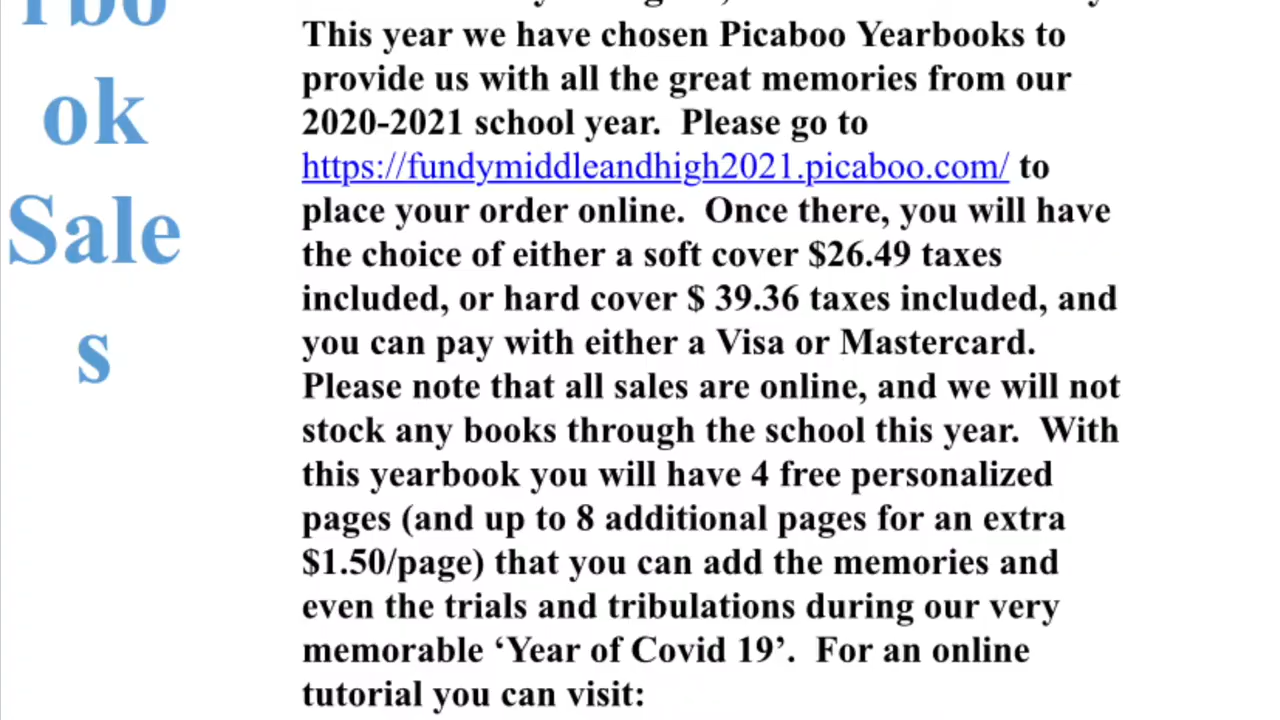 rbo
ok
Sale
s
This year we have chosen Picaboo Yearbooks to
provide us with all the great memories from our
2020-2021 school year.  Please go to
https://fundymiddleandhigh2021.picaboo.com/ to
place your order online.  Once there, you will have
the choice of either a soft cover $26.49 taxes
included, or hard cover $ 39.36 taxes included, and
you can pay with either a Visa or Mastercard.
Please note that all sales are online, and we will not
stock any books through the school this year.  With
this yearbook you will have 4 free personalized
pages (and up to 8 additional pages for an extra
$1.50/page) that you can add the memories and
even the trials and tribulations during our very
memorable ‘Year of Covid 19’.  For an online
tutorial you can visit: